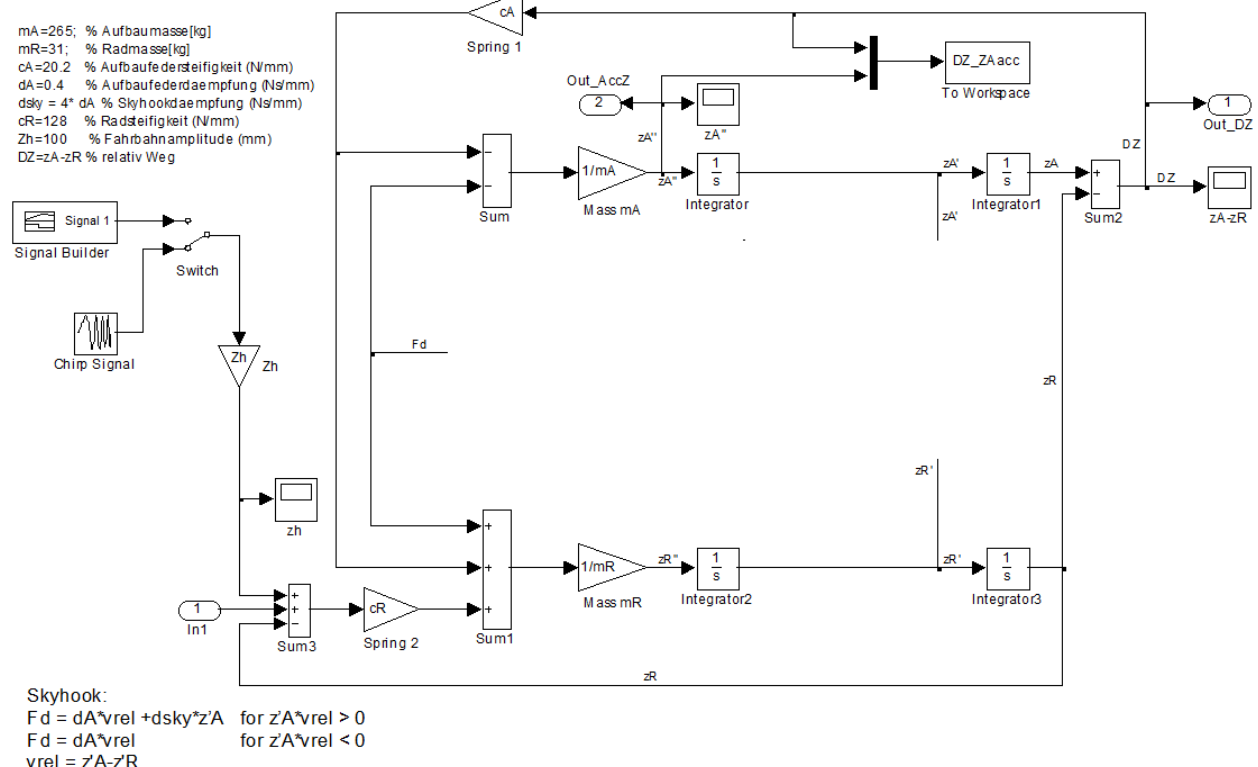 mA=265; % Aufbaumasse[kg]
mR=31; % Radmasse[kg]
cA=20.2 % Aufbaufedersteifigkeit (N/mm)
dA=0.4 % Aufbaufederdaempfung (Ns/mm)
dsky = 4* dA % Skyhookdaempfung (Ns/mm)
cR=128 % Radsteifigkeit (N/mm)
Zh=100 % Fahrbahnamplitude (mm)
DZ=zA-zR % relativ Weg
cA
Spring 1
DZ_ZAacc
To Workspace
Out_AccZ
2
zA"
zA"
1
Out_DZ
DZ
Sum
1/mA
Mass mA
zA"
1
s
Integrator
zA'
zA'
1
s
Integrator1
zA
Sum2
DZ
zA-zR
Signal 1
Signal Builder
Switch
Chirp Signal
Zh
Zh
Fd
zR
zR'
zh
1
In1
Sum3
cR
Spring 2
Sum1
1/mR
Mass mR
zR"
1
s
Integrator2
zR'
1
s
Integrator3
zR
Skyhook:
Fd = dA*vrel +dsky*z'A for z'A*vrel > 0
Fd = dA*vrel for z'A*vrel < 0
vrel = z'A-z'R